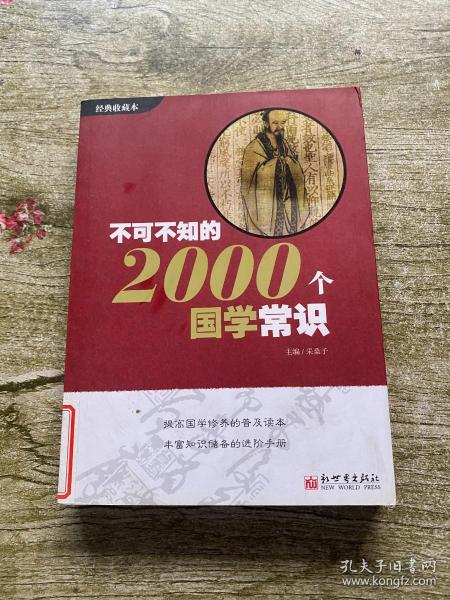 经典收藏本
不可不知的
2000个
国学常识
主编/采桑子
提高国学修养的普及读本
丰富知识储备的进阶手册
新世界出版社
NEW WORLD PRESS
孔夫子旧书网
www.kongfz.com